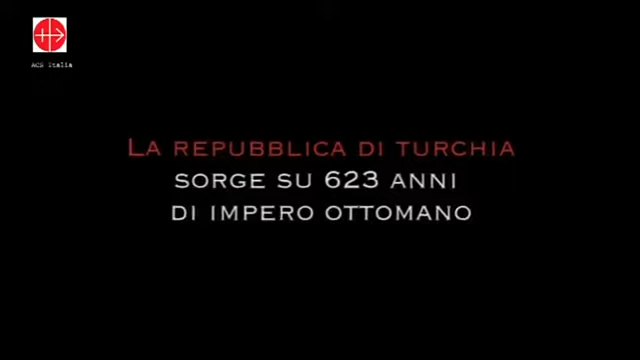 ACS Italia
LA REPUBBLICA DI TURCHIA
SORGE SU 623 ANNI
DI IMPERO OTTOMANO